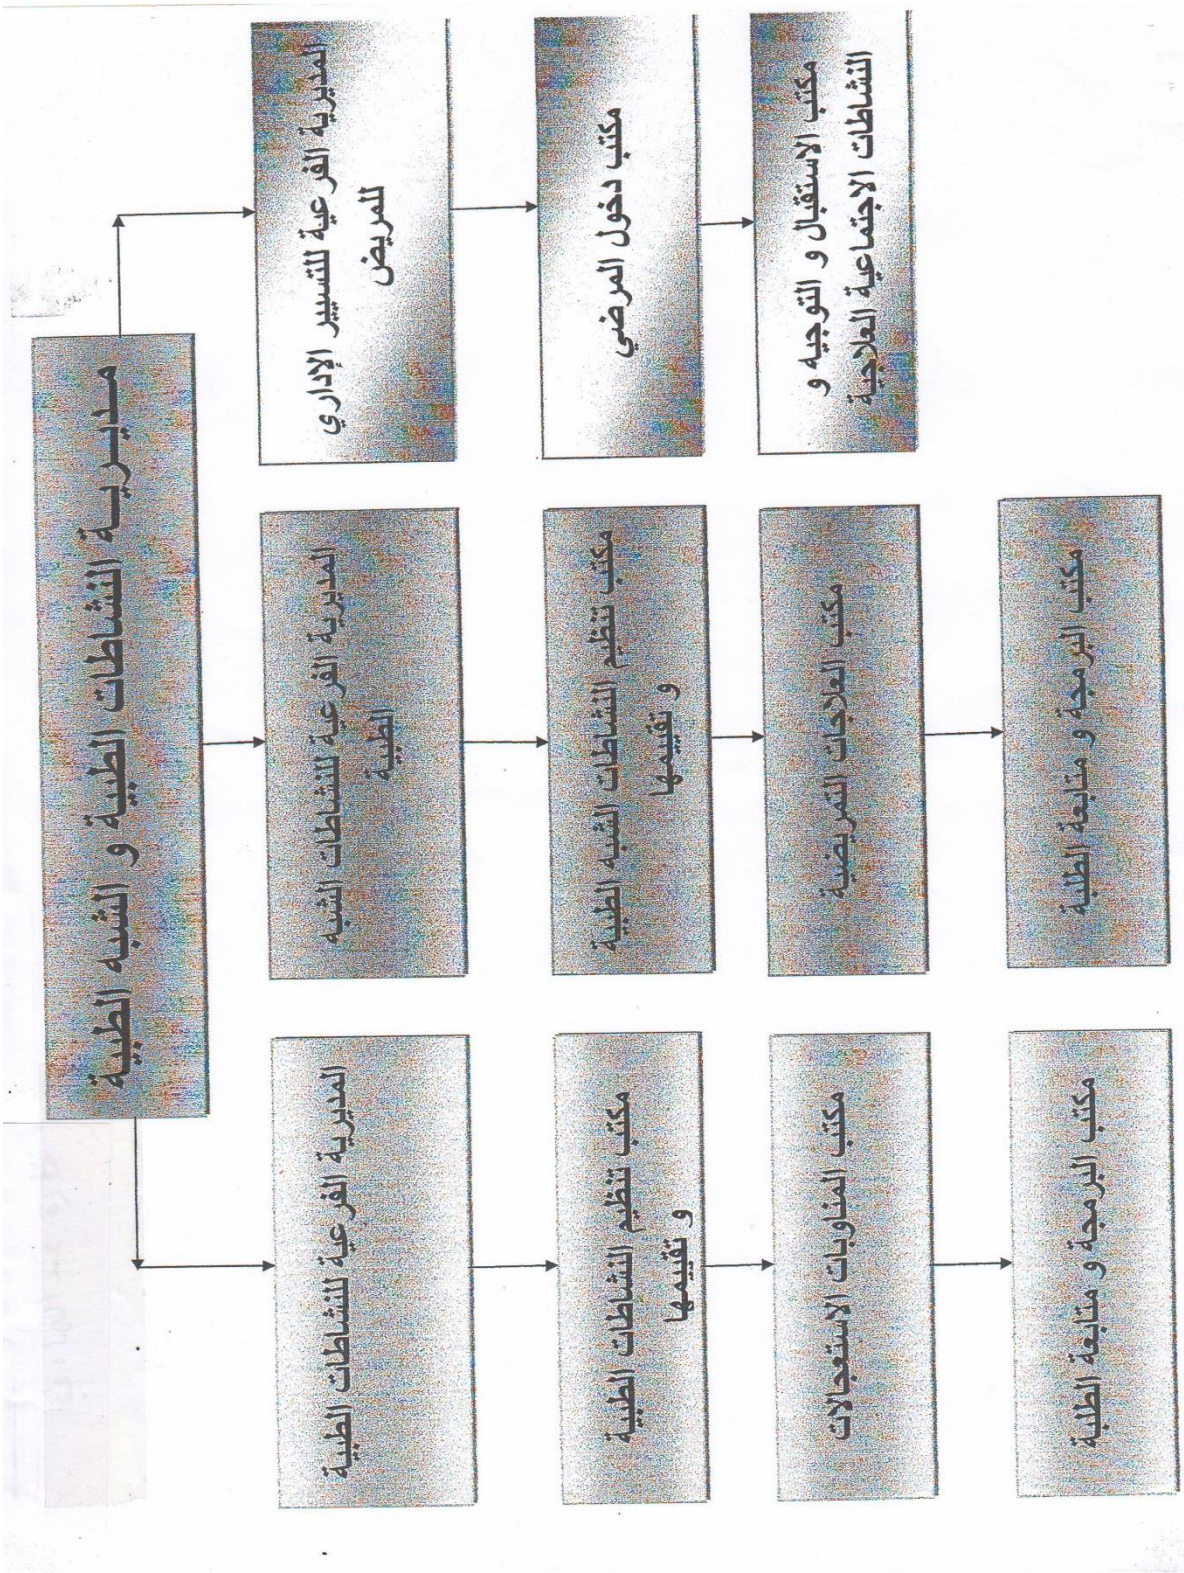 مديرية النشاطات الطبية و الشبه الطبية
المديرية الفرعية للتسيير الإداري
للمريض
مكتب دخول المرضي
مكتب الاستقبال و التوجيه و
النشاطات الاجتماعية العلاجية
المديرية الفرعية للنشاطات الشبه
الطبية
مكتب تنظيم النشاطات الشبه الطبية
و تقييمها
مكتب العلاجات التمريضية
مكتب البرمجة و متابعة الطلبة
المديرية الفرعية للنشاطات الطبية
مكتب تنظيم النشاطات الطبية
و تقييمها
مكتب المناوبات الاستعجالات
مكتب البرمجة و متابعة الطلبة